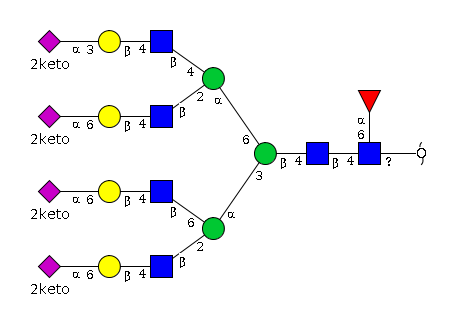 α 3 β 4
2keto β 4
2 α
α 6 β 4 β
2keto α
6 6
β 4 β 4 ?
3
α 6 β 4
2keto β 6 α
2
α 6 β 4 β
2keto